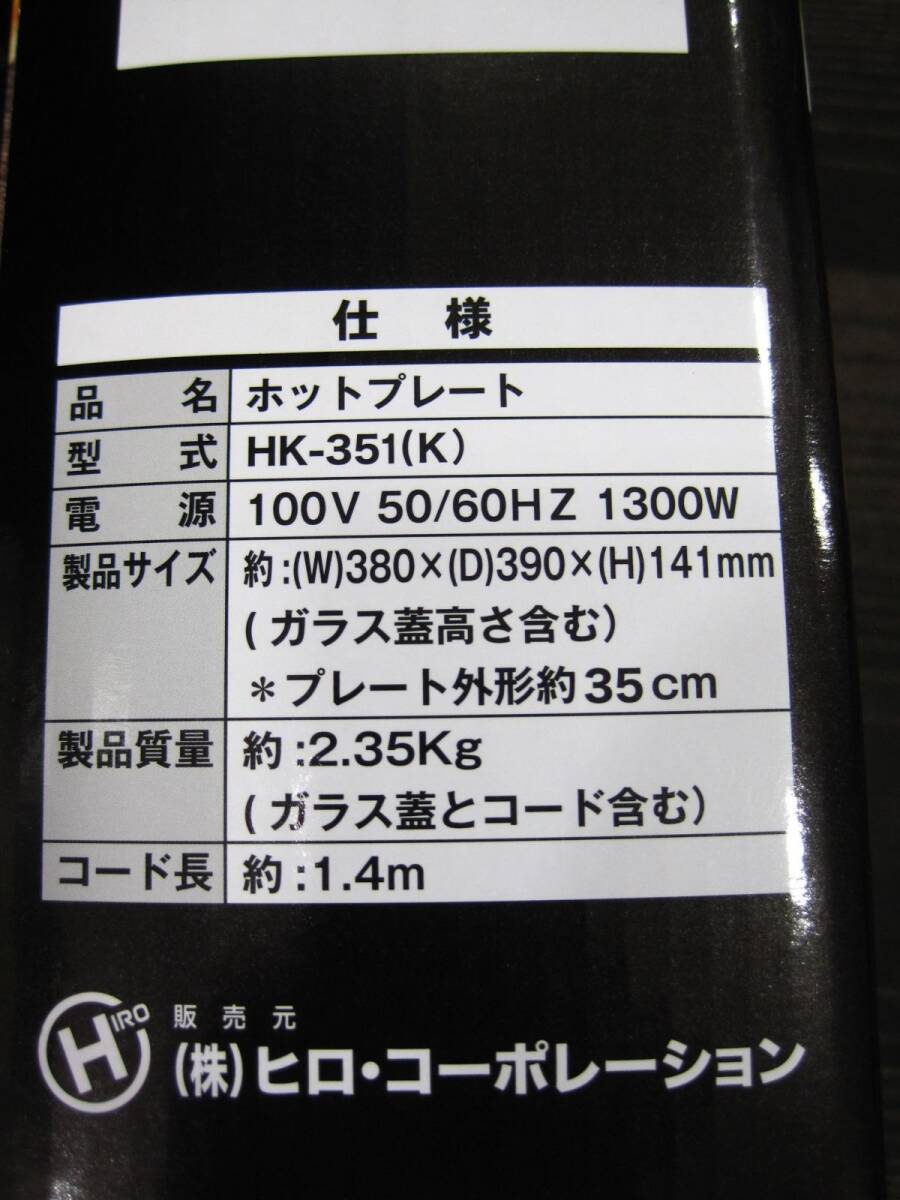 仕 様
品 名 ホットプレート
型 式 HK-351(K)
電 源 100V 50/60HZ 1300W
製品サイズ 約:(W)380×(D)390×(H)141mm
(ガラス蓋高さ含む)
*プレート外形約35cm
製品質量 約:2.35Kg
(ガラス蓋とコード含む)
コード長 約:1.4m
HIRO 販売元
(株)ヒロ・コーポレーション